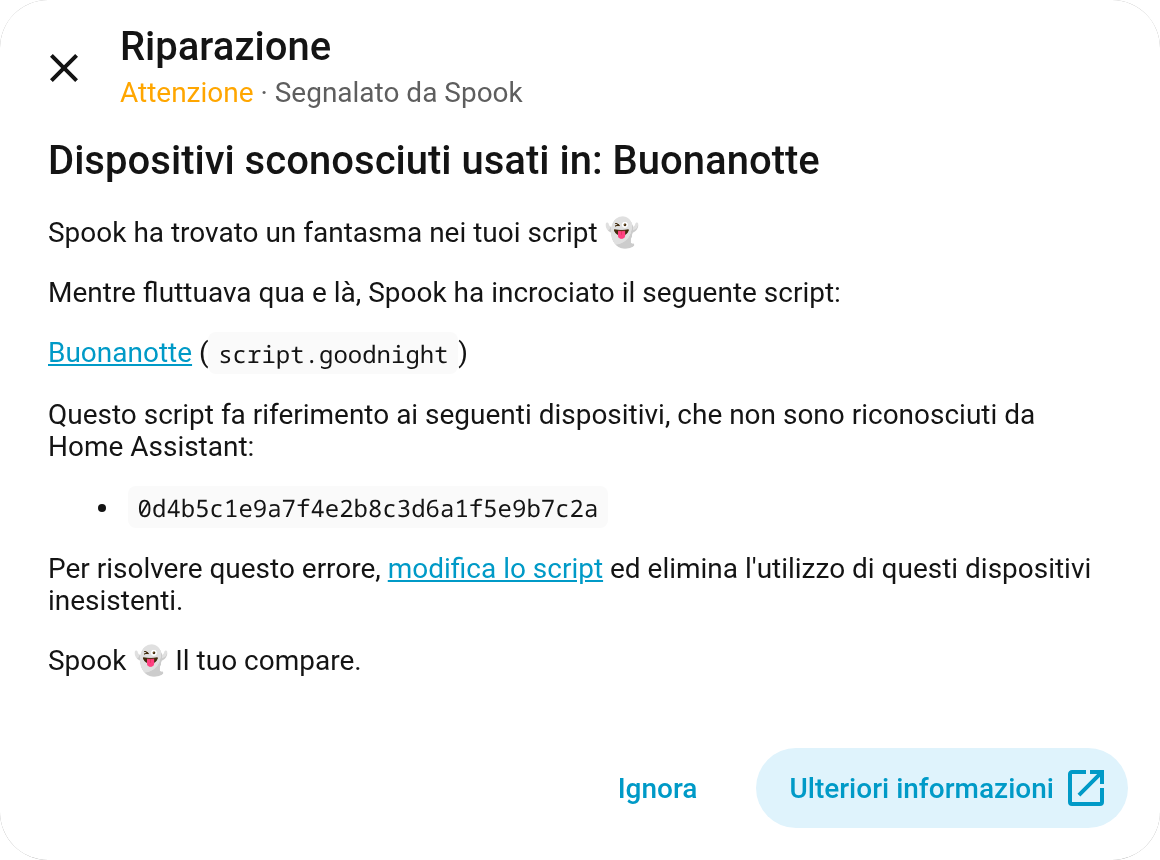 Riparazione
Attenzione · Segnalato da Spook
Dispositivi sconosciuti usati in: Buonanotte
Spook ha trovato un fantasma nei tuoi script 👻
Mentre fluttuava qua e là, Spook ha incrociato il seguente script:
Buonanotte (script.goodnight)
Questo script fa riferimento ai seguenti dispositivi, che non sono riconosciuti da
Home Assistant:
• 0d4b5c1e9a7f4e2b8c3d6a1f5e9b7c2a
Per risolvere questo errore, modifica lo script ed elimina l'utilizzo di questi dispositivi
inesistenti.
Spook 👻 Il tuo compare.
Ignora
Ulteriori informazioni